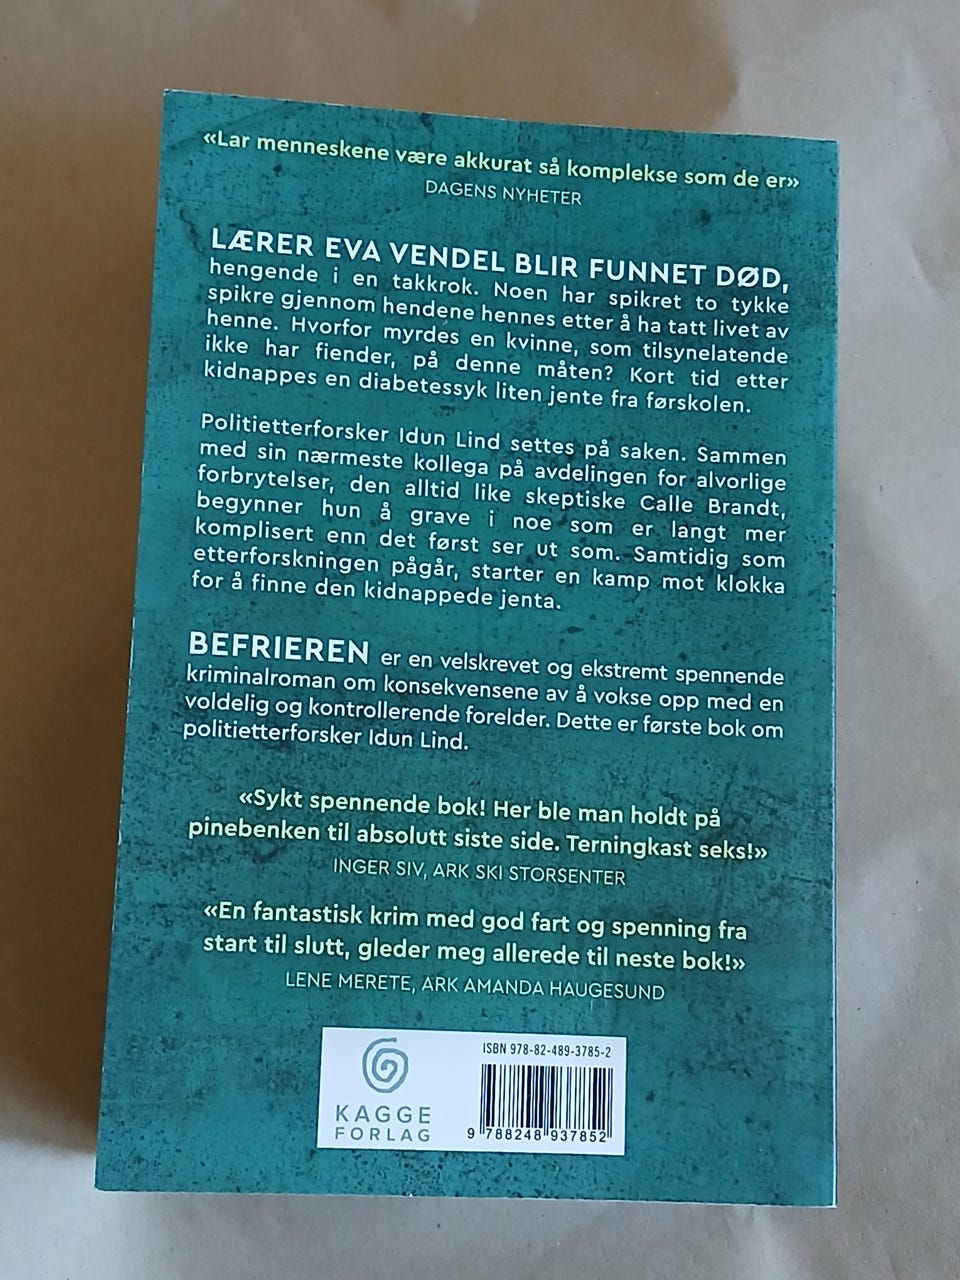 «Lar menneskene være akkurat så komplekse som de er»
DAGENS NYHETER
LÆRER EVA VENDEL BLIR FUNNET DØD,
hengende i en takkrok. Noen har spikret to tykke
spikre gjennom hendene hennes etter å ha tatt livet av
henne. Hvorfor myrdes en kvinne, som tilsynelatende
ikke har fiender, på denne måten? Kort tid etter
kidnappes en diabetessyk liten jente fra førskolen.
Politietterforsker Idun Lind settes på saken. Sammen
med sin nærmeste kollega på avdelingen for alvorlige
forbrytelser, den alltid like skeptiske Calle Brandt,
begynner hun å grave i noe som er langt mer
komplisert enn det først ser ut som. Samtidig som
etterforskningen pågår, starter en kamp mot klokka
for å finne den kidnappede jenta.
BEFRIEREN er en velskrevet og ekstremt spennende
kriminalroman om konsekvensene av å vokse opp med en
voldelig og kontrollerende forelder. Dette er første bok om
politietterforsker Idun Lind.
«Sykt spennende bok! Her ble man holdt på
pinebenken til absolutt siste side. Terningkast seks!»
INGER SIV, ARK SKI STORSENTER
«En fantastisk krim med god fart og spenning fra
start til slutt, gleder meg allerede til neste bok!»
LENE MERETE, ARK AMANDA HAUGESUND
KAGGE
FORLAG
ISBN 978-82-489-3785-2
9 788248 937852